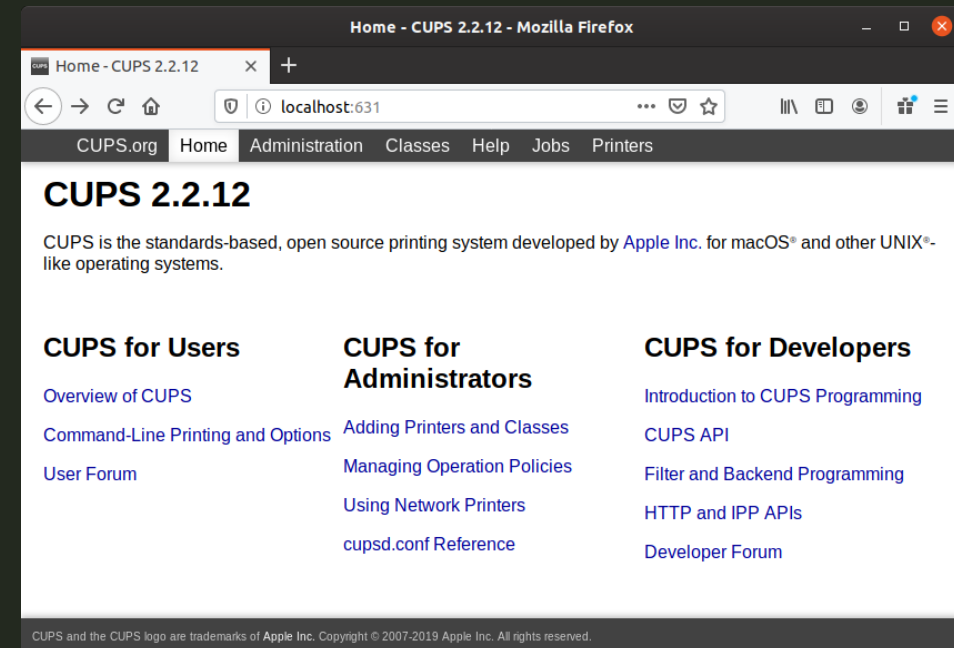 Home - CUPS 2.2.12 - Mozilla Firefox
CUPS Home - CUPS 2.2.12
localhost:631
CUPS.org Home Administration Classes Help Jobs Printers
CUPS 2.2.12
CUPS is the standards-based, open source printing system developed by Apple Inc. for macOS® and other UNIX®-
like operating systems.
CUPS for Users
Overview of CUPS
Command-Line Printing and Options
User Forum
CUPS for
Administrators
Adding Printers and Classes
Managing Operation Policies
Using Network Printers
cupsd.conf Reference
CUPS for Developers
Introduction to CUPS Programming
CUPS API
Filter and Backend Programming
HTTP and IPP APIs
Developer Forum
CUPS and the CUPS logo are trademarks of Apple Inc. Copyright © 2007-2019 Apple Inc. All rights reserved.